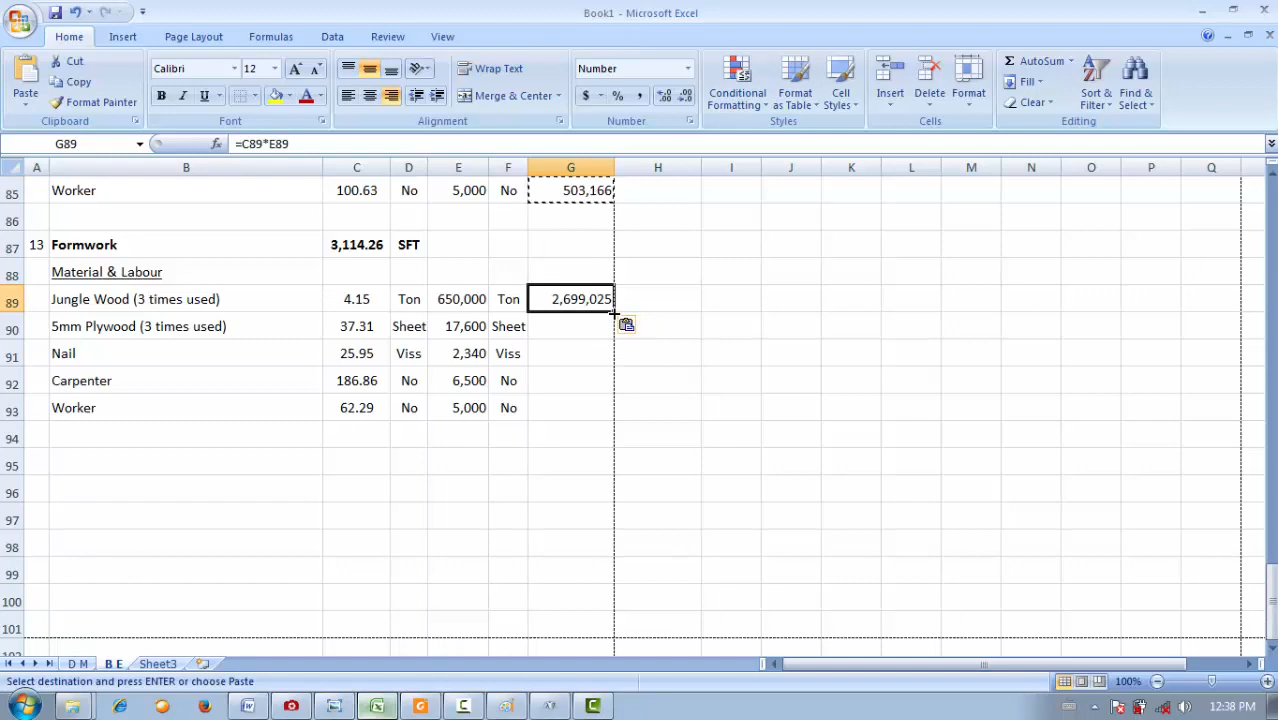 Book1 - Microsoft Excel
Home Insert Page Layout Formulas Data Review View
Paste
Cut
Copy
Format Painter
Clipboard
Calibri 12
B I U
Font
Wrap Text
Merge & Center
Alignment
Number
$ % ,
Number
Conditional Formatting
Format as Table
Cell Styles
Styles
Insert Delete Format
Cells
Σ AutoSum
Fill
Clear
Sort & Filter
Find & Select
Editing
G89 fx =C89*E89
A B C D E F G H I J K L M N O P Q
85 Worker 100.63 No 5,000 No 503,166
86
87 13 Formwork 3,114.26 SFT
88 Material & Labour
89 Jungle Wood (3 times used) 4.15 Ton 650,000 Ton 2,699,025
90 5mm Plywood (3 times used) 37.31 Sheet 17,600 Sheet
91 Nail 25.95 Viss 2,340 Viss
92 Carpenter 186.86 No 6,500 No
93 Worker 62.29 No 5,000 No
94
95
96
97
98
99
100
101
D M B E Sheet3
Select destination and press ENTER or choose Paste 100%
12:38 PM